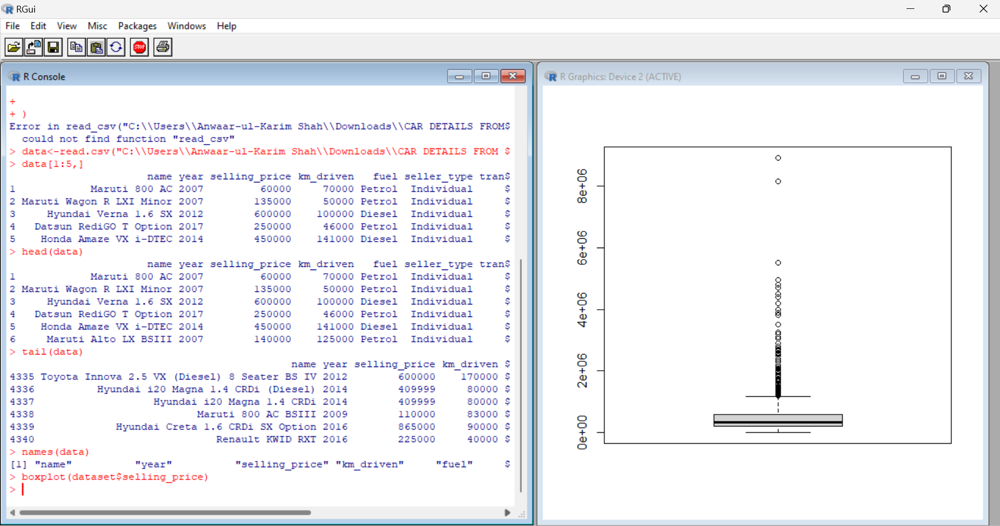 RGui
File Edit View Misc Packages Windows Help
STOP
R Console
+
+ )
Error in read_csv("C:\\Users\\Anwaar-ul-Karim Shah\\Downloads\\CAR DETAILS FROM$
  could not find function "read_csv"
> data<-read.csv("C:\\Users\\Anwaar-ul-Karim Shah\\Downloads\\CAR DETAILS FROM $
> data[1:5,]
                      name year selling_price km_driven   fuel seller_type tran$
1             Maruti 800 AC 2007         60000     70000 Petrol  Individual     $
2 Maruti Wagon R LXI Minor 2007        135000     50000 Petrol  Individual     $
3      Hyundai Verna 1.6 SX 2012        600000    100000 Diesel  Individual     $
4    Datsun RediGO T Option 2017        250000     46000 Petrol  Individual     $
5     Honda Amaze VX i-DTEC 2014        450000    141000 Diesel  Individual     $
> head(data)
                      name year selling_price km_driven   fuel seller_type tran$
1             Maruti 800 AC 2007         60000     70000 Petrol  Individual     $
2 Maruti Wagon R LXI Minor 2007        135000     50000 Petrol  Individual     $
3      Hyundai Verna 1.6 SX 2012        600000    100000 Diesel  Individual     $
4    Datsun RediGO T Option 2017        250000     46000 Petrol  Individual     $
5     Honda Amaze VX i-DTEC 2014        450000    141000 Diesel  Individual     $
6      Maruti Alto LX BSIII 2007        140000    125000 Petrol  Individual     $
> tail(data)
                                             name year selling_price km_driven $
4335 Toyota Innova 2.5 VX (Diesel) 8 Seater BS IV 2012        600000    170000 $
4336          Hyundai i20 Magna 1.4 CRDi (Diesel) 2014        409999     80000 $
4337                   Hyundai i20 Magna 1.4 CRDi 2014        409999     80000 $
4338                          Maruti 800 AC BSIII 2009        110000     83000 $
4339             Hyundai Creta 1.6 CRDi SX Option 2016        865000     90000 $
4340                             Renault KWID RXT 2016        225000     40000 $
> names(data)
[1] "name"          "year"          "selling_price" "km_driven"     "fuel"     $
> boxplot(dataset$selling_price)
>
R Graphics: Device 2 (ACTIVE)
8e+06
6e+06
4e+06
2e+06
0e+00